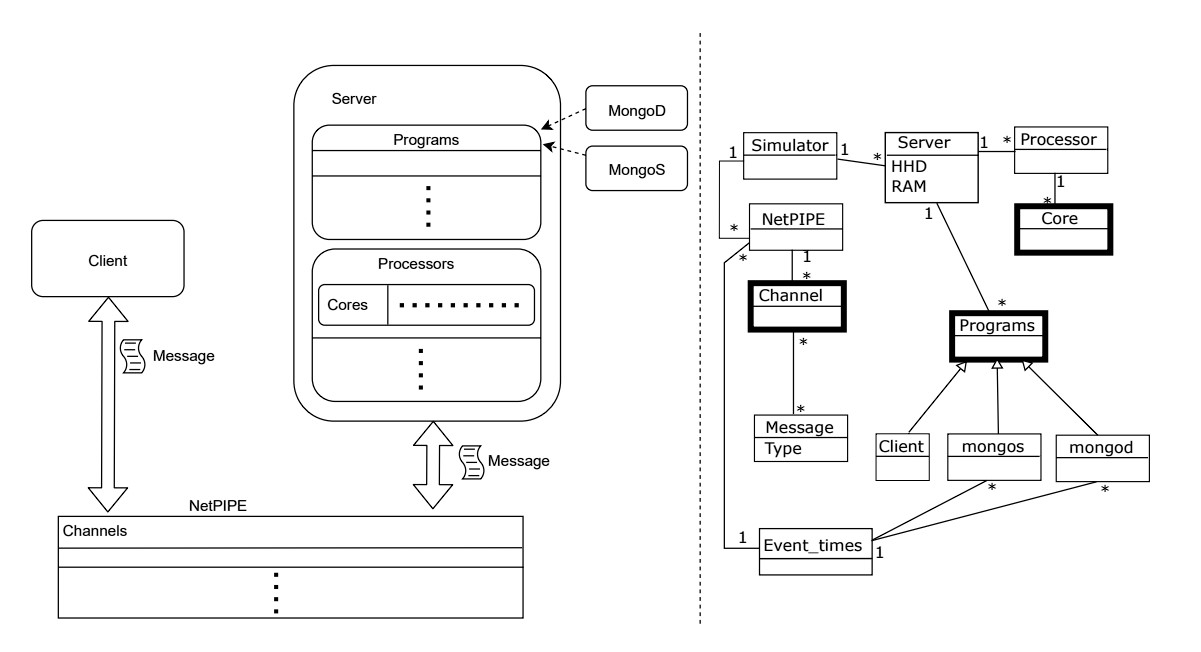 Server
MongoD
Programs
MongoS
Client
Processors
Cores
Message
Message
NetPIPE
Channels
Simulator
1
1
*
Server
HHD
RAM
1
*
Processor
1
*
Core
1
*
NetPIPE
*
1
*
Channel
*
*
Programs
*
Message
Type
Client
mongos
mongod
*
*
1
Event_times
1